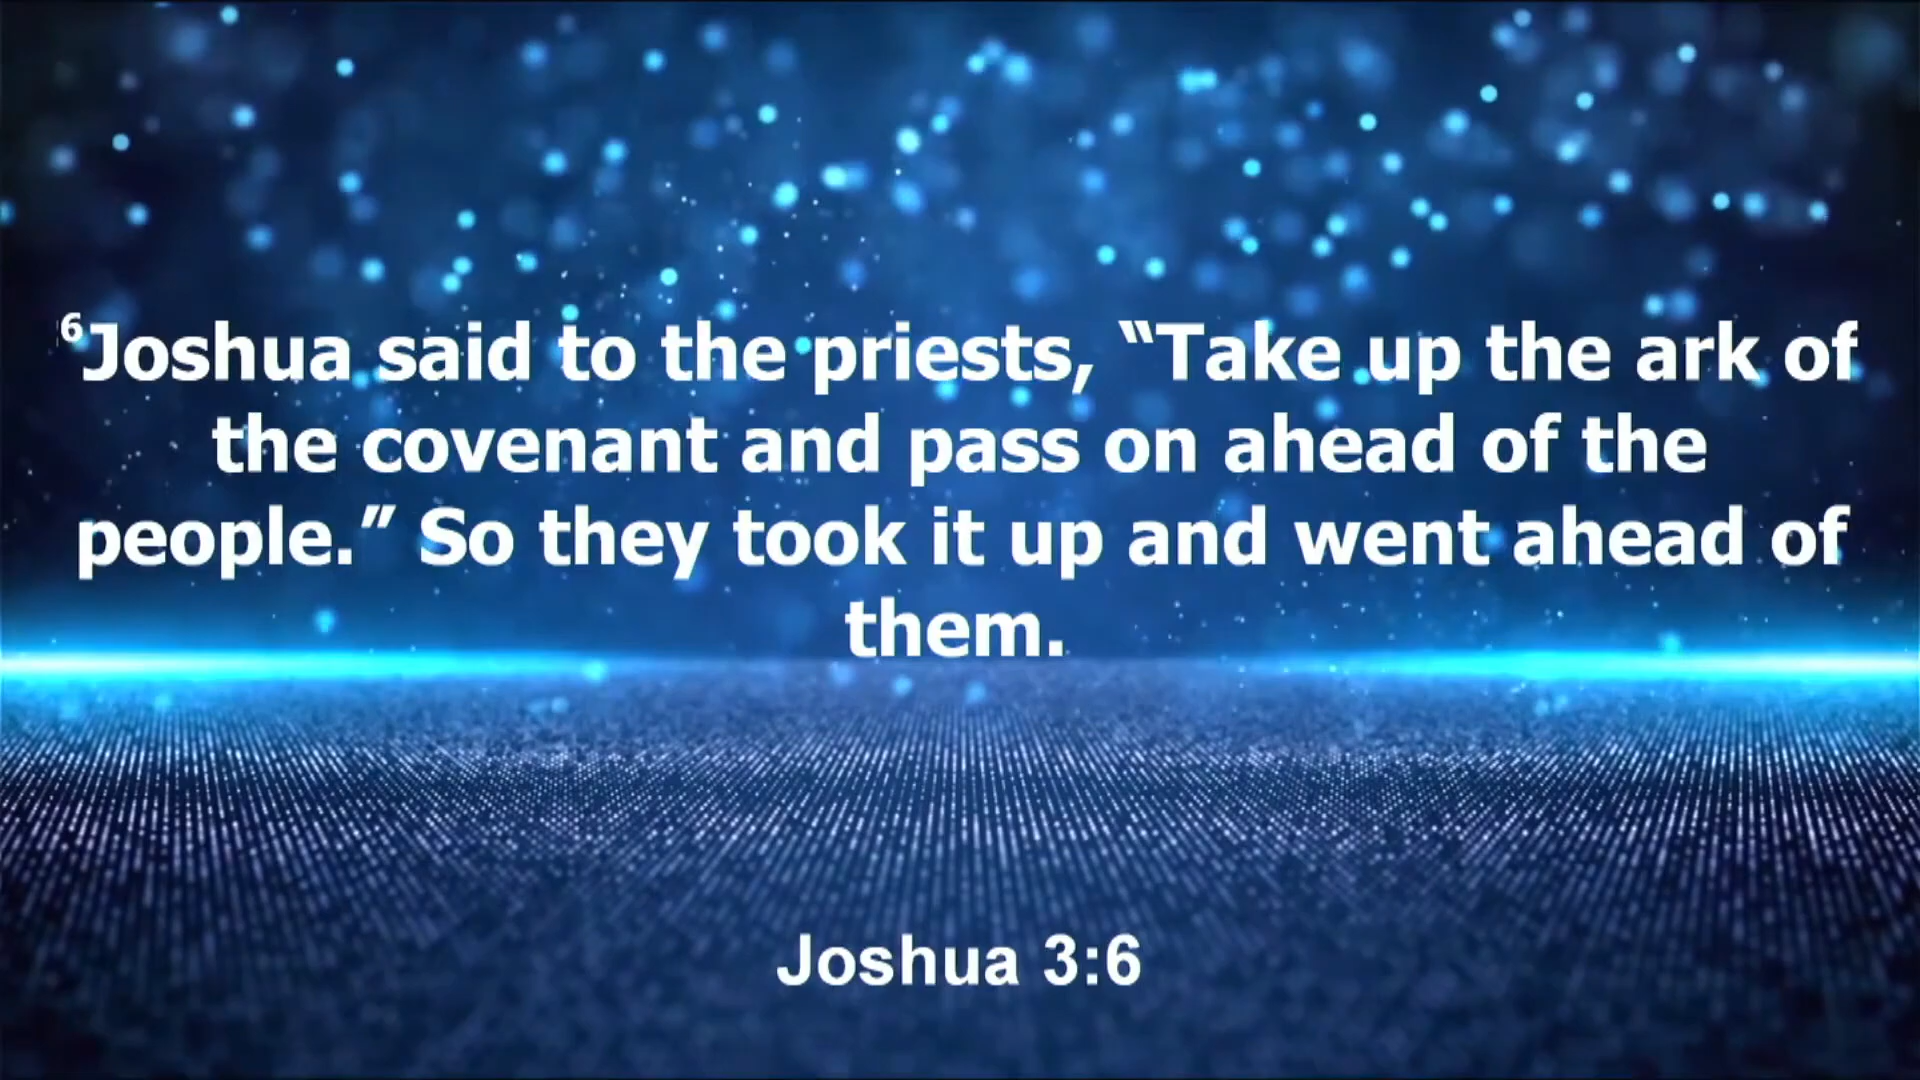 ⁶Joshua said to the priests, “Take up the ark of
the covenant and pass on ahead of the
people.” So they took it up and went ahead of
them.
Joshua 3:6